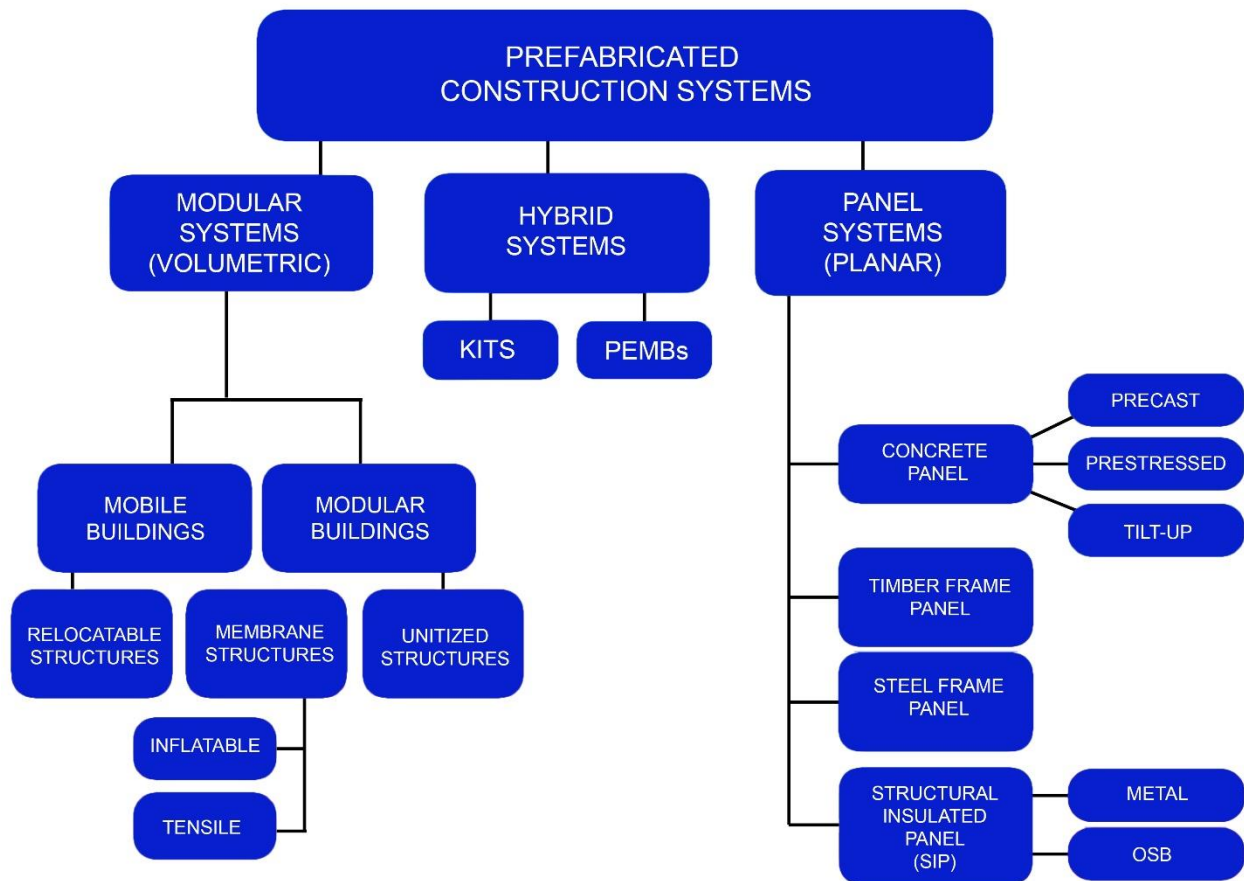 PREFABRICATED
CONSTRUCTION SYSTEMS
MODULAR
SYSTEMS
(VOLUMETRIC)
HYBRID
SYSTEMS
PANEL
SYSTEMS
(PLANAR)
KITS
PEMBs
MOBILE
BUILDINGS
MODULAR
BUILDINGS
RELOCATABLE
STRUCTURES
MEMBRANE
STRUCTURES
UNITIZED
STRUCTURES
INFLATABLE
TENSILE
CONCRETE
PANEL
PRECAST
PRESTRESSED
TILT-UP
TIMBER FRAME
PANEL
STEEL FRAME
PANEL
STRUCTURAL
INSULATED
PANEL
(SIP)
METAL
OSB